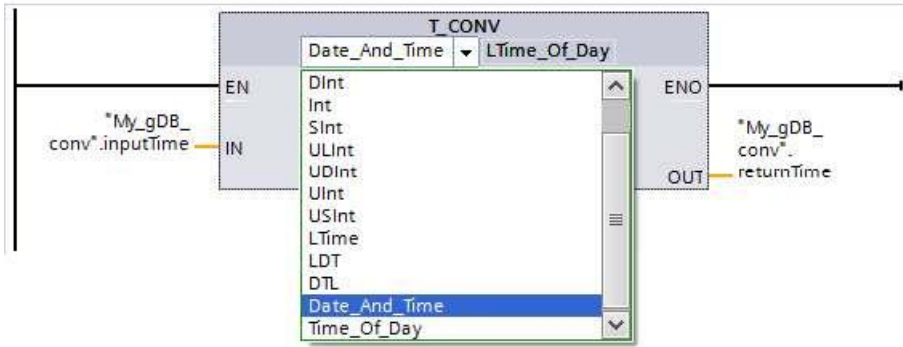 T_CONV
Date_And_Time LTime_Of_Day
EN
ENO
"My_gDB_
conv".inputTime
IN
DInt
Int
SInt
ULInt
UDInt
UInt
USInt
LTime
LDT
DTL
Date_And_Time
Time_Of_Day
"My_gDB_
conv".
returnTime
OUT